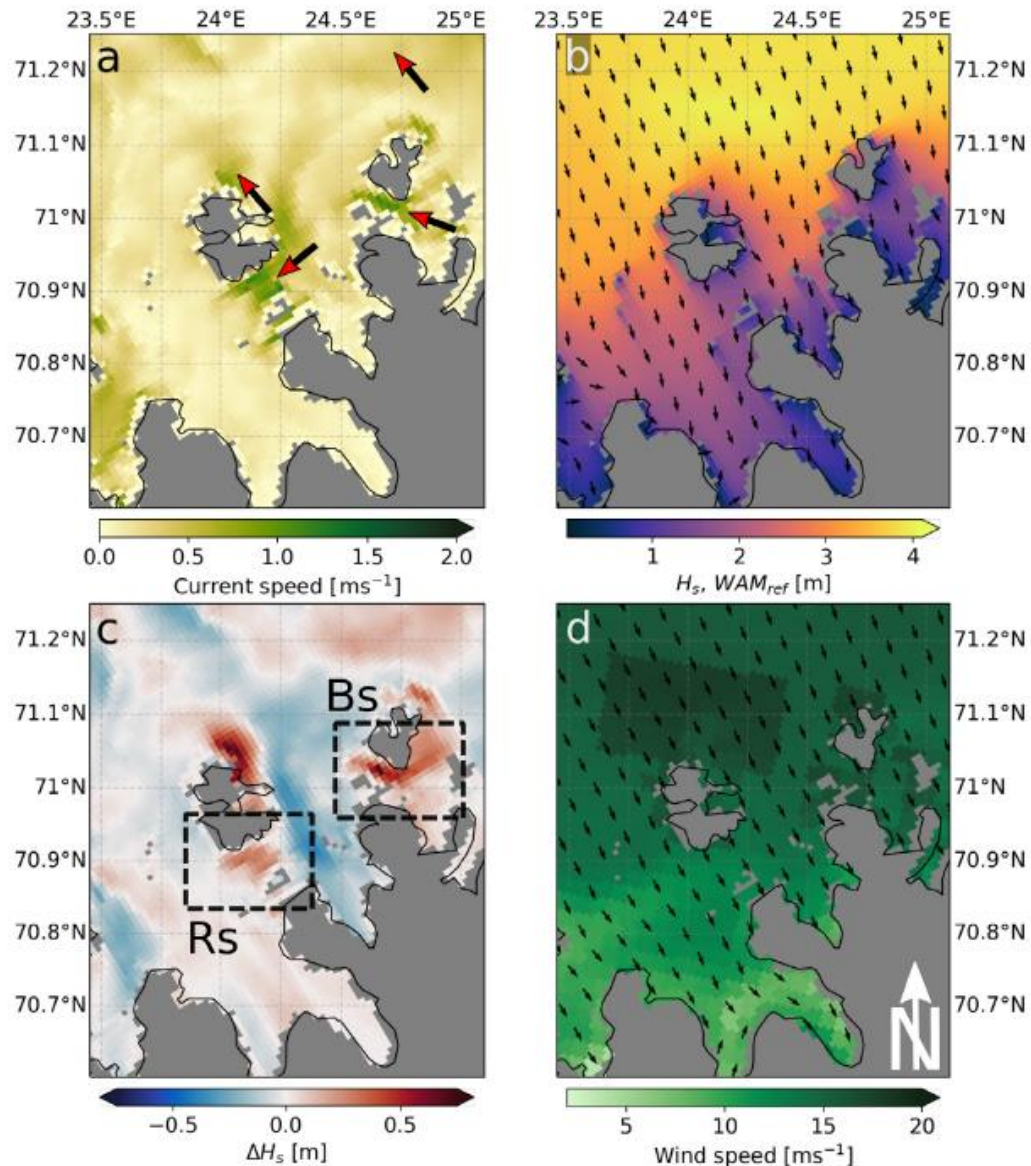 23.5°E 24°E 24.5°E 25°E 23.5°E 24°E 24.5°E 25°E
a
b
71.2°N 71.2°N
71.1°N 71.1°N
71°N 71°N
70.9°N 70.9°N
70.8°N 70.8°N
70.7°N 70.7°N
0.0 0.5 1.0 1.5 2.0
Current speed [ms⁻¹]
1 2 3 4
Hs, WAMref [m]
c
d
71.2°N 71.2°N
Bs
71.1°N 71.1°N
71°N 71°N
70.9°N 70.9°N
Rs
70.8°N 70.8°N
70.7°N 70.7°N
N
−0.5 0.0 0.5
ΔHs [m]
5 10 15 20
Wind speed [ms⁻¹]